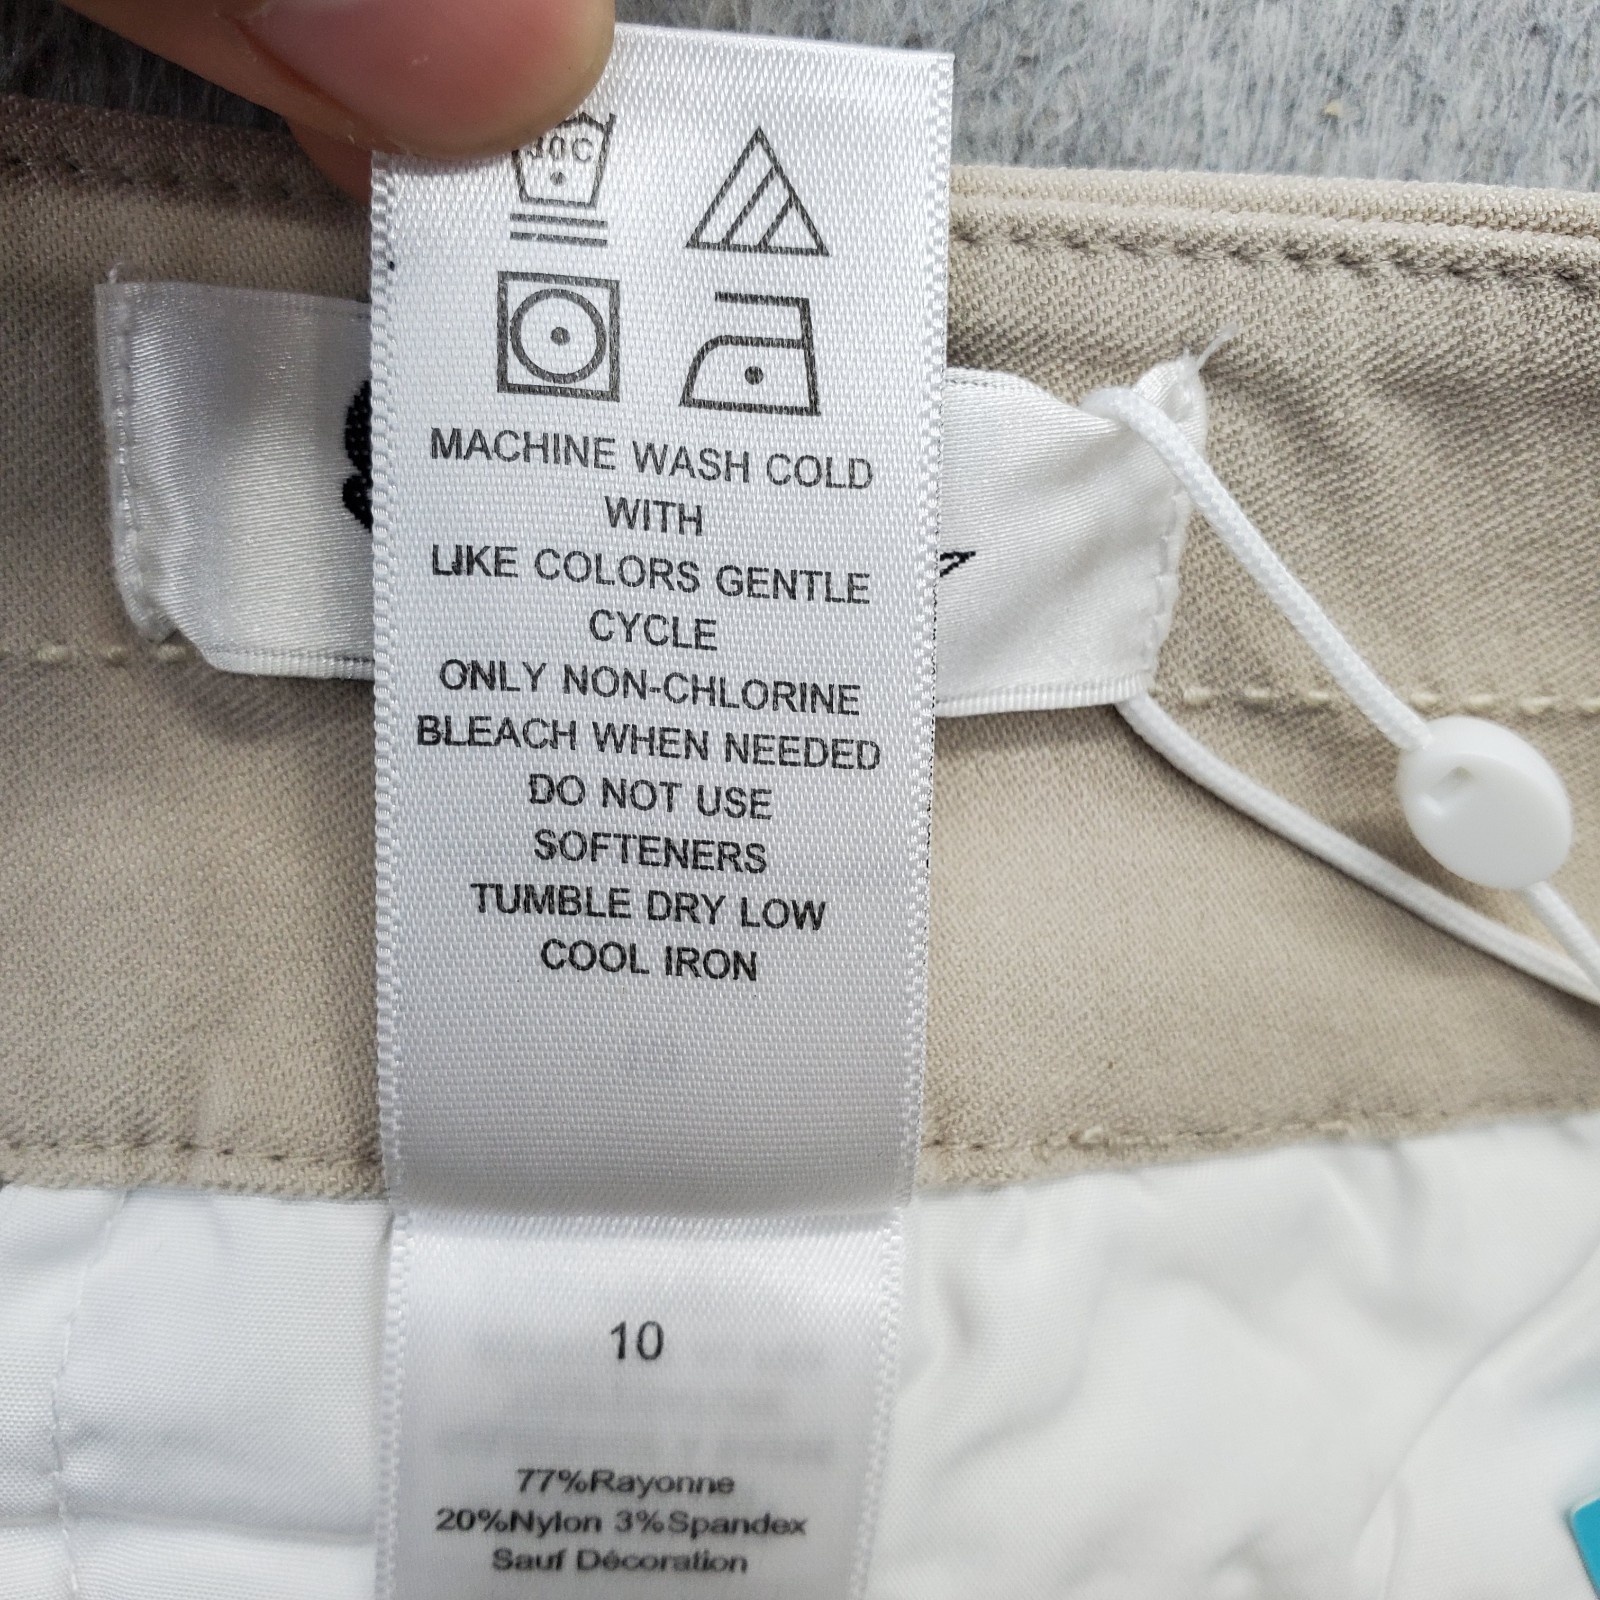 30C
MACHINE WASH COLD
WITH
LIKE COLORS GENTLE
CYCLE
ONLY NON-CHLORINE
BLEACH WHEN NEEDED
DO NOT USE
SOFTENERS
TUMBLE DRY LOW
COOL IRON
10
77%Rayonne
20%Nylon 3%Spandex
Sauf Décoration